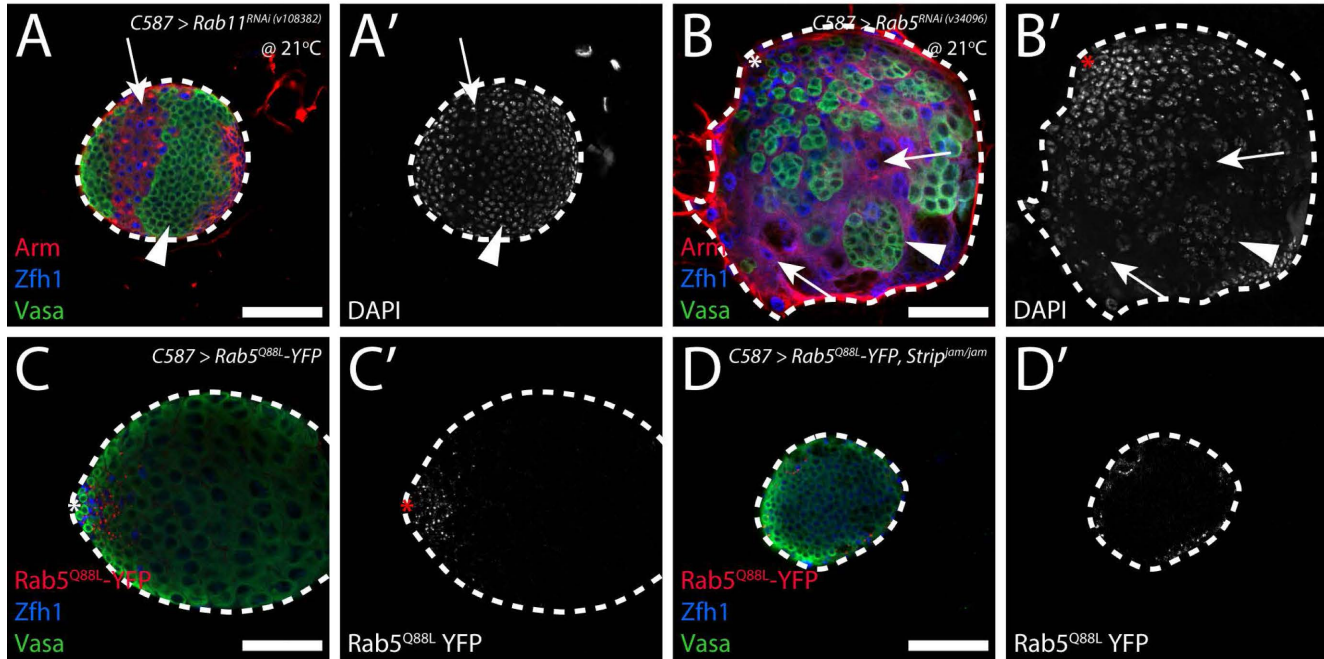 A
C587 > Rab11RNAi (v108382)
@ 21ºC
Arm
Zfh1
Vasa
A'
DAPI
B
C587 > Rab5RNAi (v34096)
@ 21ºC
Arm
Zfh1
Vasa
B'
DAPI
C
C587 > Rab5Q88L-YFP
Rab5Q88L-YFP
Zfh1
Vasa
C'
Rab5Q88L YFP
D
C587 > Rab5Q88L-YFP, Stripjam/jam
Rab5Q88L-YFP
Zfh1
Vasa
D'
Rab5Q88L YFP